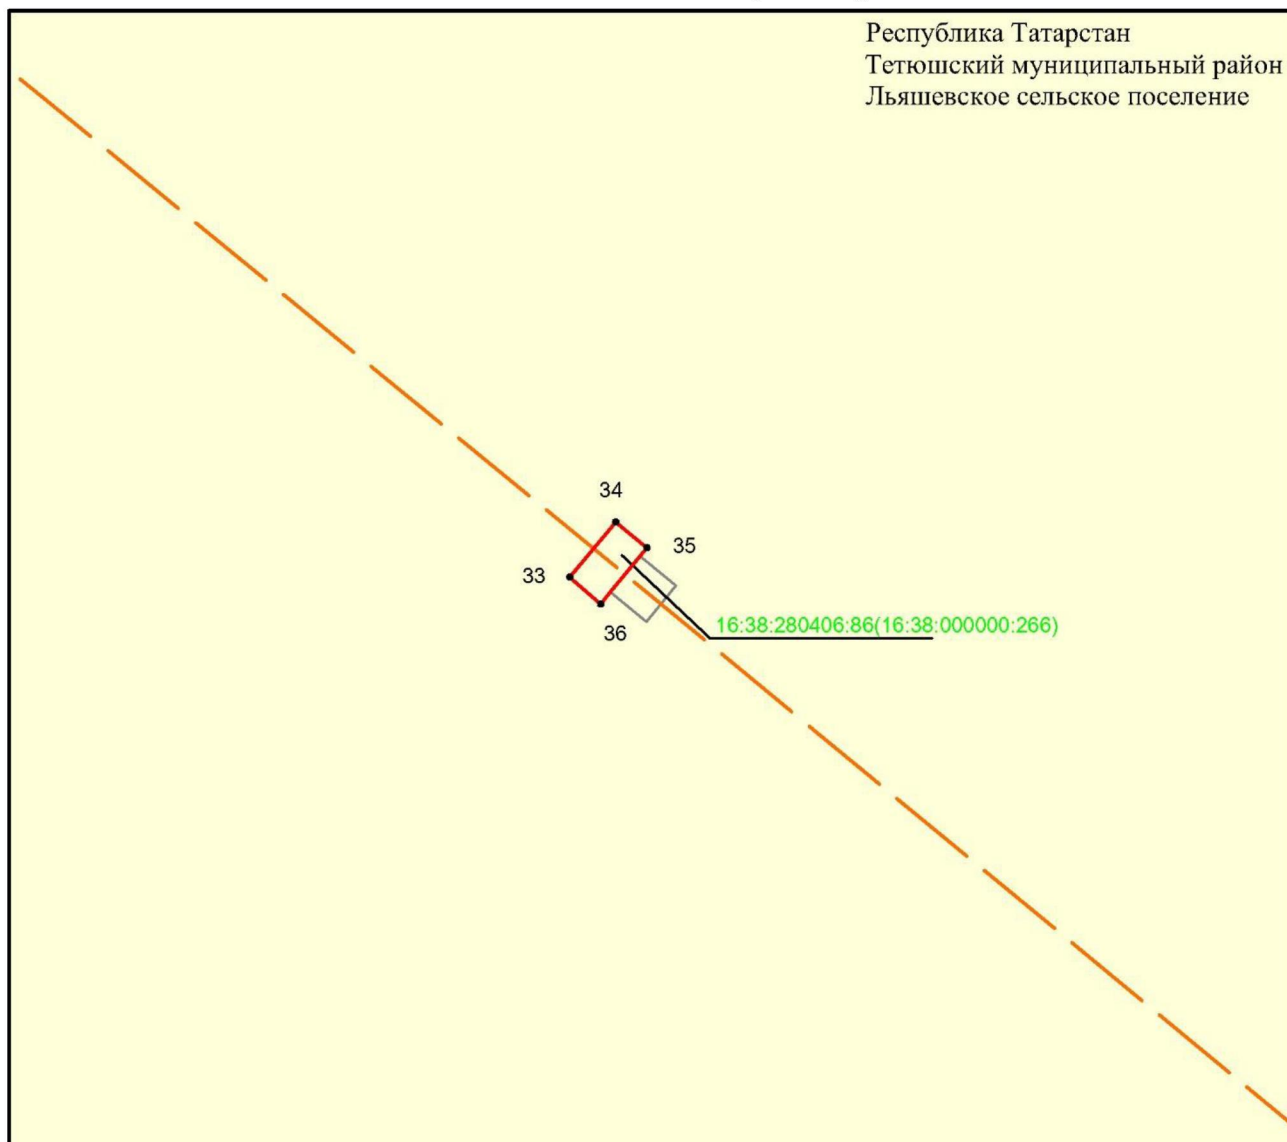 Республика Татарстан
Тетюшский муниципальный район
Льяшевское сельское поселение
34
35
33
36
16:38:280406:86(16:38:000000:266)